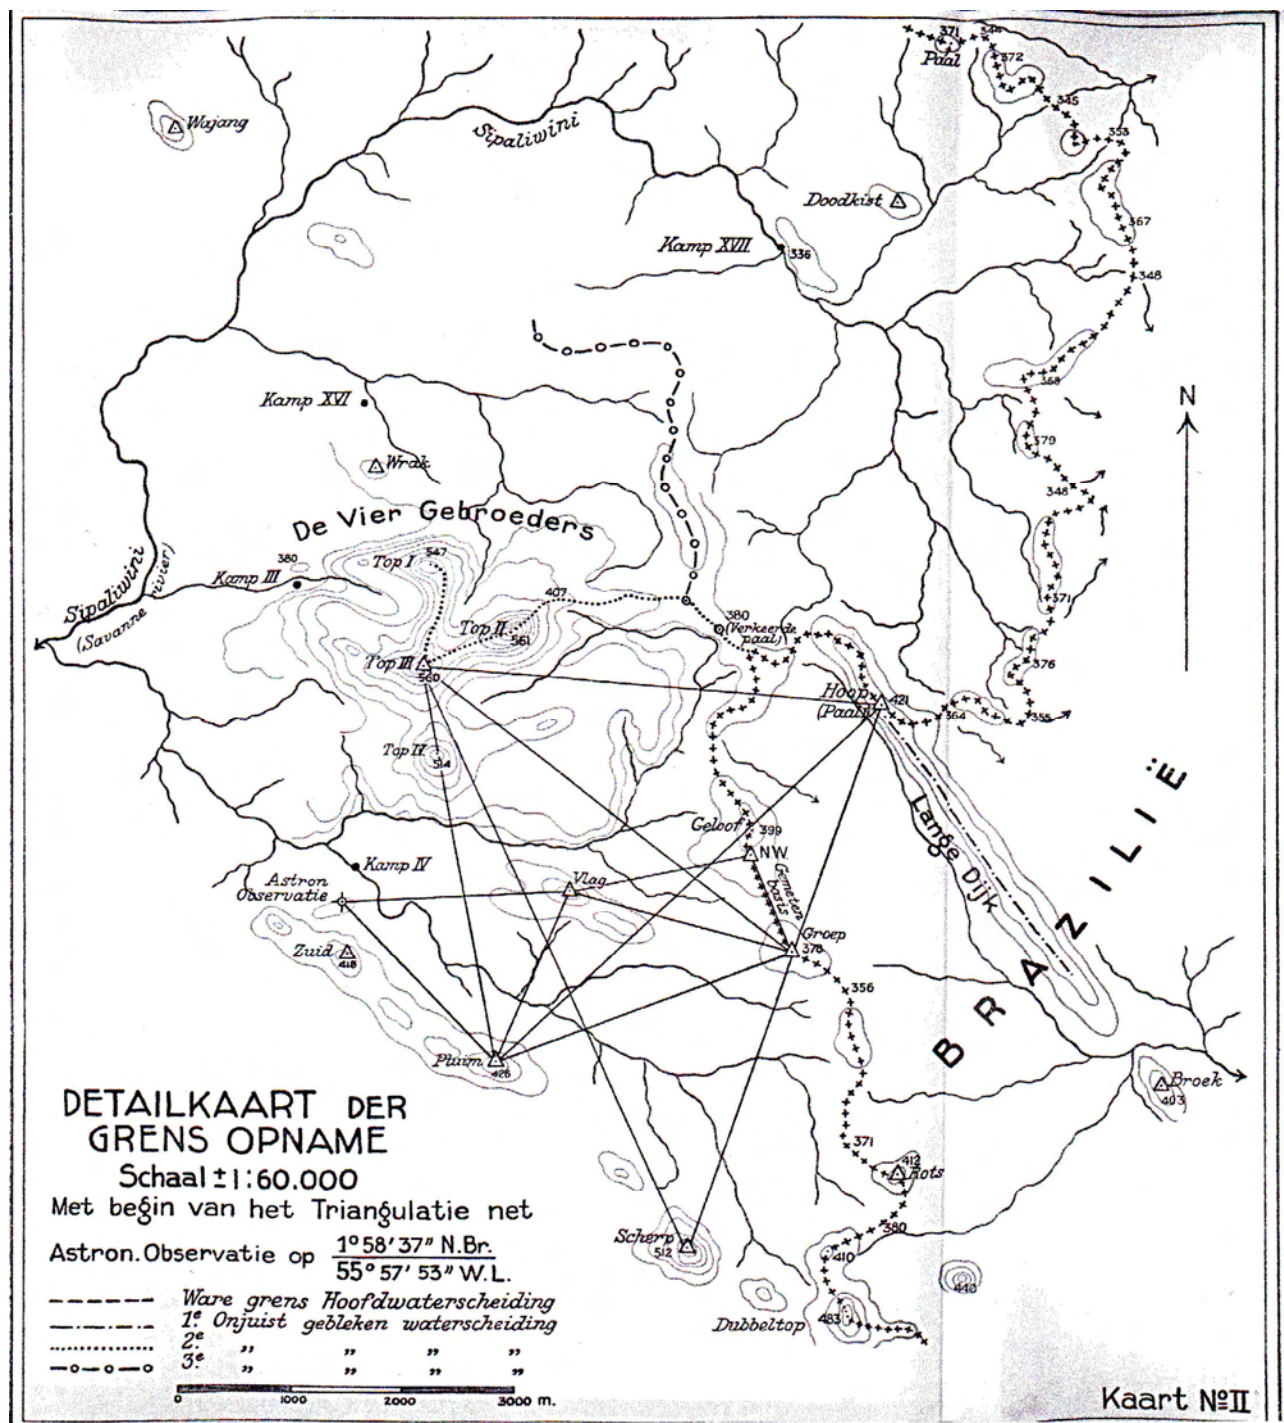 371
344
Paal
372
345
353
Wajang
Sipaliwini
Doodkist
367
Kamp XVII
336
348
368
N
Kamp XVI
379
Wrak
348
De Vier Gebroeders
380
Top I
547
Kamp III
371
Sipaliwini
(Savanne rivier)
407
Top II
561
380
(Verkeerde
paal)
376
Top III
560
Hoop
(Paal IV)
421
364
355
Top IV
514
BRAZILIË
Lange Dijk
Geloof
399
N.W.
Gemeten
basis
Kamp IV
Vlag
Astron
Observatie
Groep
378
Zuid
418
356
Pluim
426
Broek
403
371
412
Rots
380
Scherp
512
410
440
Dubbeltop
483
DETAILKAART DER
GRENS OPNAME
Schaal ± 1:60.000
Met begin van het Triangulatie net
Astron. Observatie op 1° 58' 37" N.Br.
55° 57' 53" W.L.
Ware grens Hoofdwaterscheiding
1e. Onjuist gebleken waterscheiding
2e. „ „ „ „
3e. „ „ „ „
0 1000 2000 3000 m.
Kaart No II